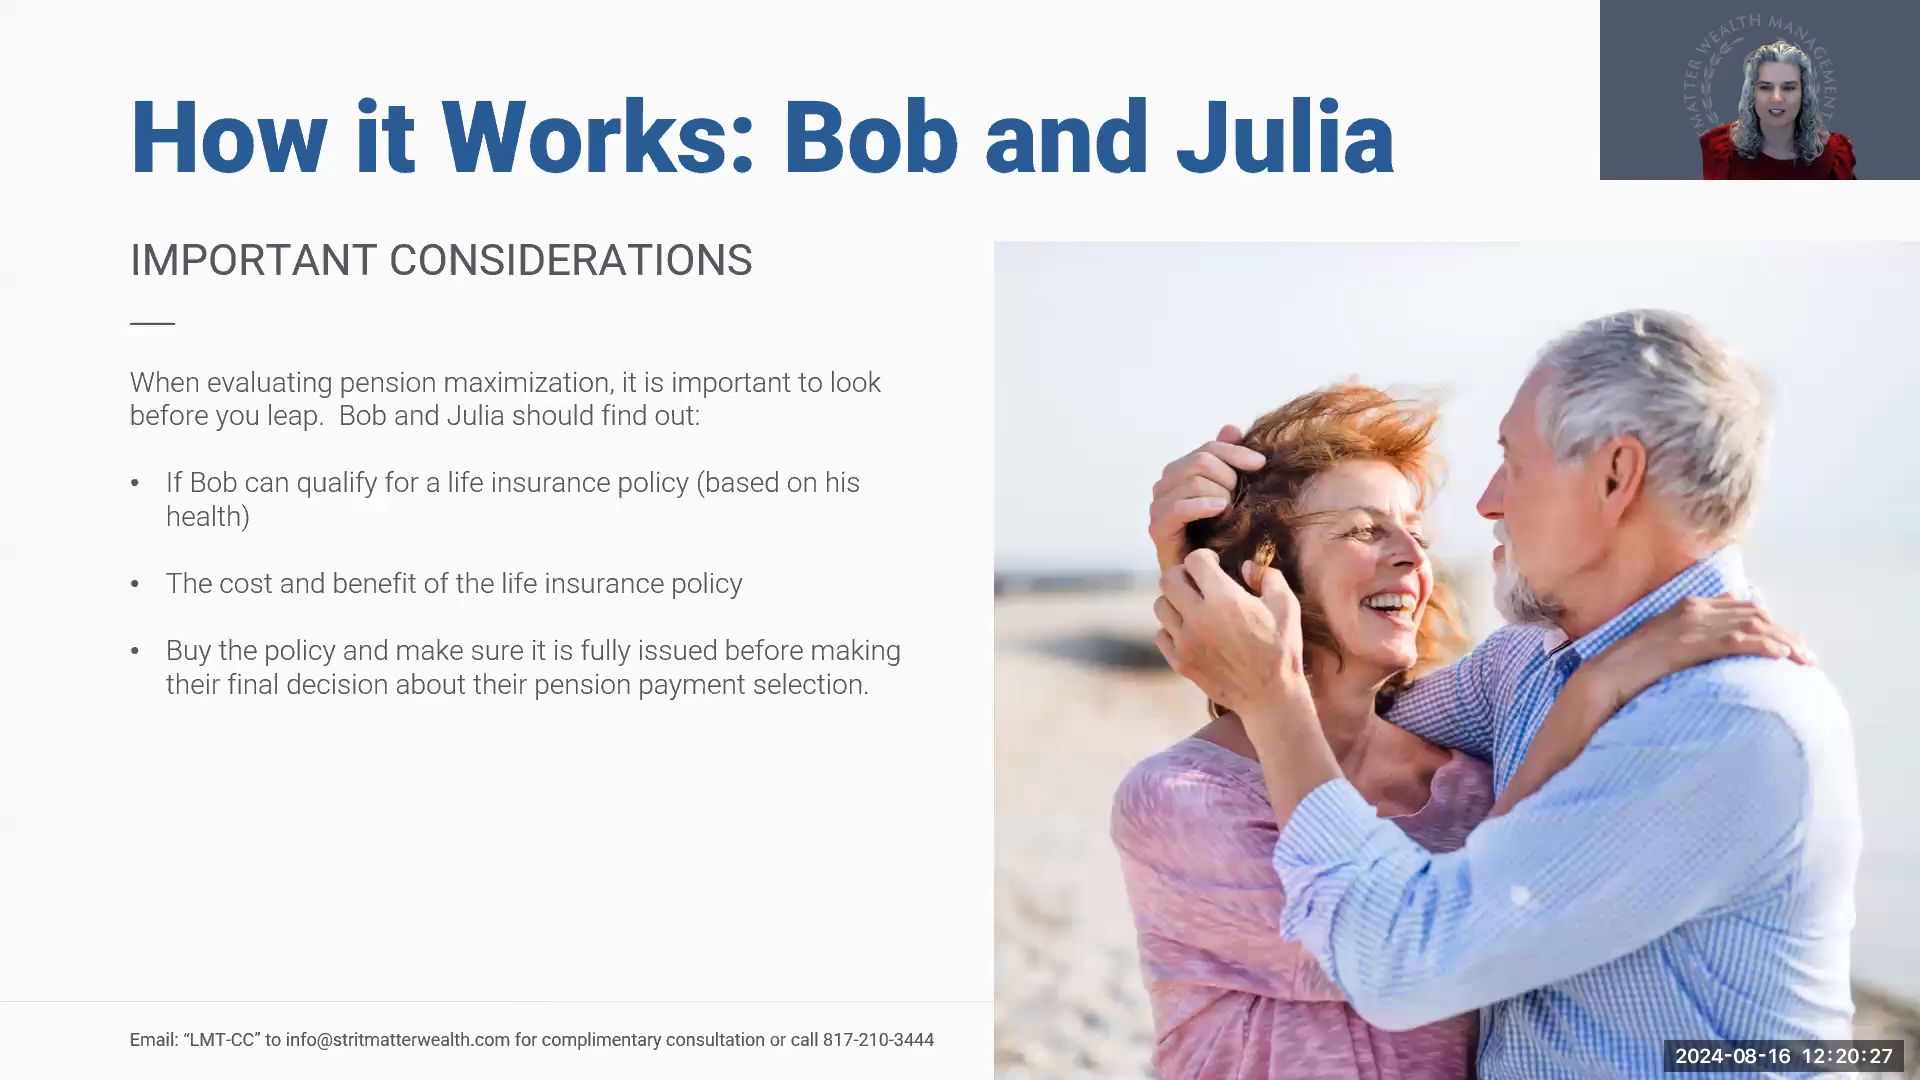 How it Works: Bob and Julia
MATTER WEALTH MANAGEMENT
IMPORTANT CONSIDERATIONS
When evaluating pension maximization, it is important to look
before you leap.  Bob and Julia should find out:
• If Bob can qualify for a life insurance policy (based on his
health)
• The cost and benefit of the life insurance policy
• Buy the policy and make sure it is fully issued before making
their final decision about their pension payment selection.
Email: “LMT-CC” to info@stritmatterwealth.com for complimentary consultation or call 817-210-3444
2024-08-16 12:20:27